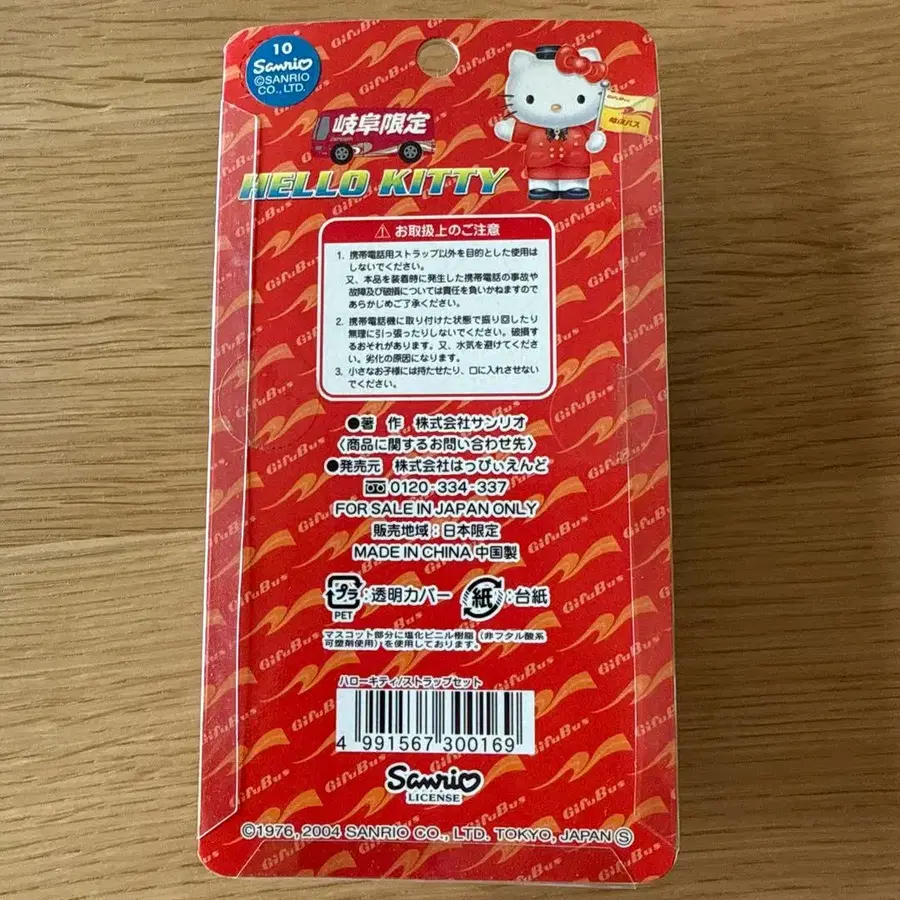 10
Sanrio
©SANRIO
CO., LTD.
岐阜限定
HELLO KITTY
GifuBus
岐阜バス
⚠ お取扱上のご注意
1. 携帯電話用ストラップ以外を目的とした使用は
しないでください。
又、本品を装着時に発生した携帯電話の事故や
故障及び破損については責任を負いかねますので
あらかじめご了承ください。
2. 携帯電話機に取り付けた状態で振り回したり
無理に引っ張ったりしないでください。破損す
るおそれがあります。又、水気を避けてくださ
い。劣化の原因になります。
3. 小さなお子様には持たせたり、口に入れさせない
でください。
●著 作 株式会社サンリオ
〈商品に関するお問い合わせ先〉
●発売元 株式会社はっぴぃえんど
0120-334-337
FOR SALE IN JAPAN ONLY
販売地域:日本限定
MADE IN CHINA 中国製
プラ:透明カバー 紙:台紙
PET
マスコット部分に塩化ビニル樹脂(非フタル酸系
可塑剤使用)を使用しております。
ハローキティ/ストラップセット
4 991567 300169
Sanrio
LICENSE
©1976, 2004 SANRIO CO., LTD. TOKYO, JAPAN Ⓢ